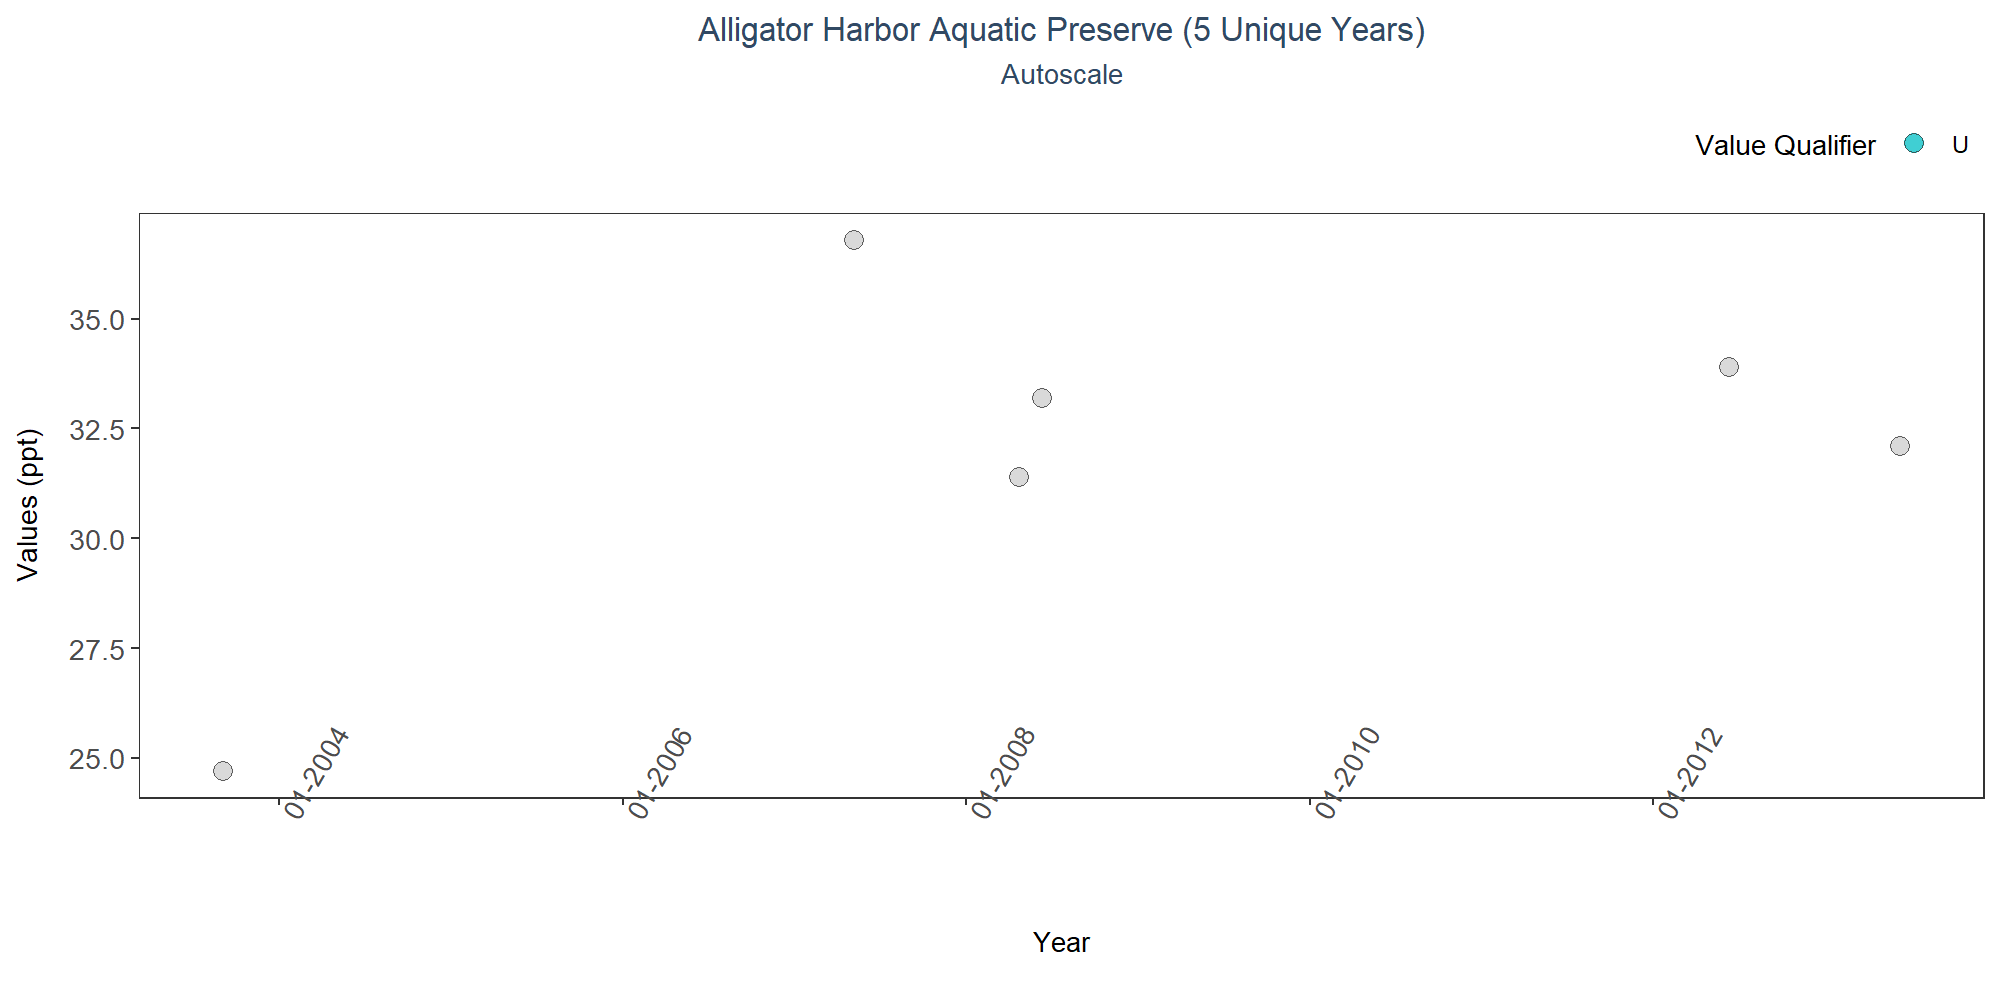 Alligator Harbor Aquatic Preserve (5 Unique Years)
Autoscale
Value Qualifier U
Values (ppt)
35.0
32.5
30.0
27.5
25.0
01-2004
01-2006
01-2008
01-2010
01-2012
Year